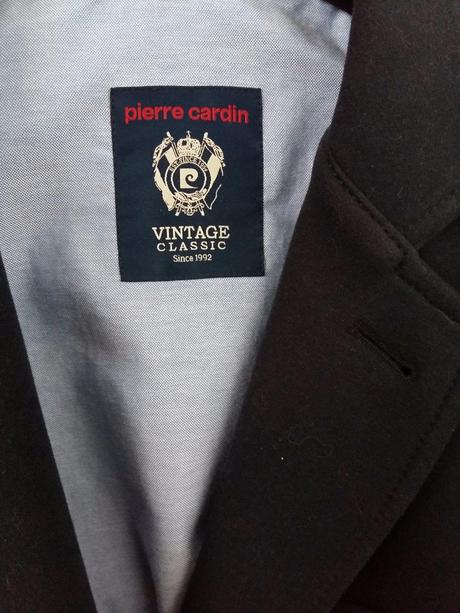 pierre cardin
VINTAGE
CLASSIC
Since 1992